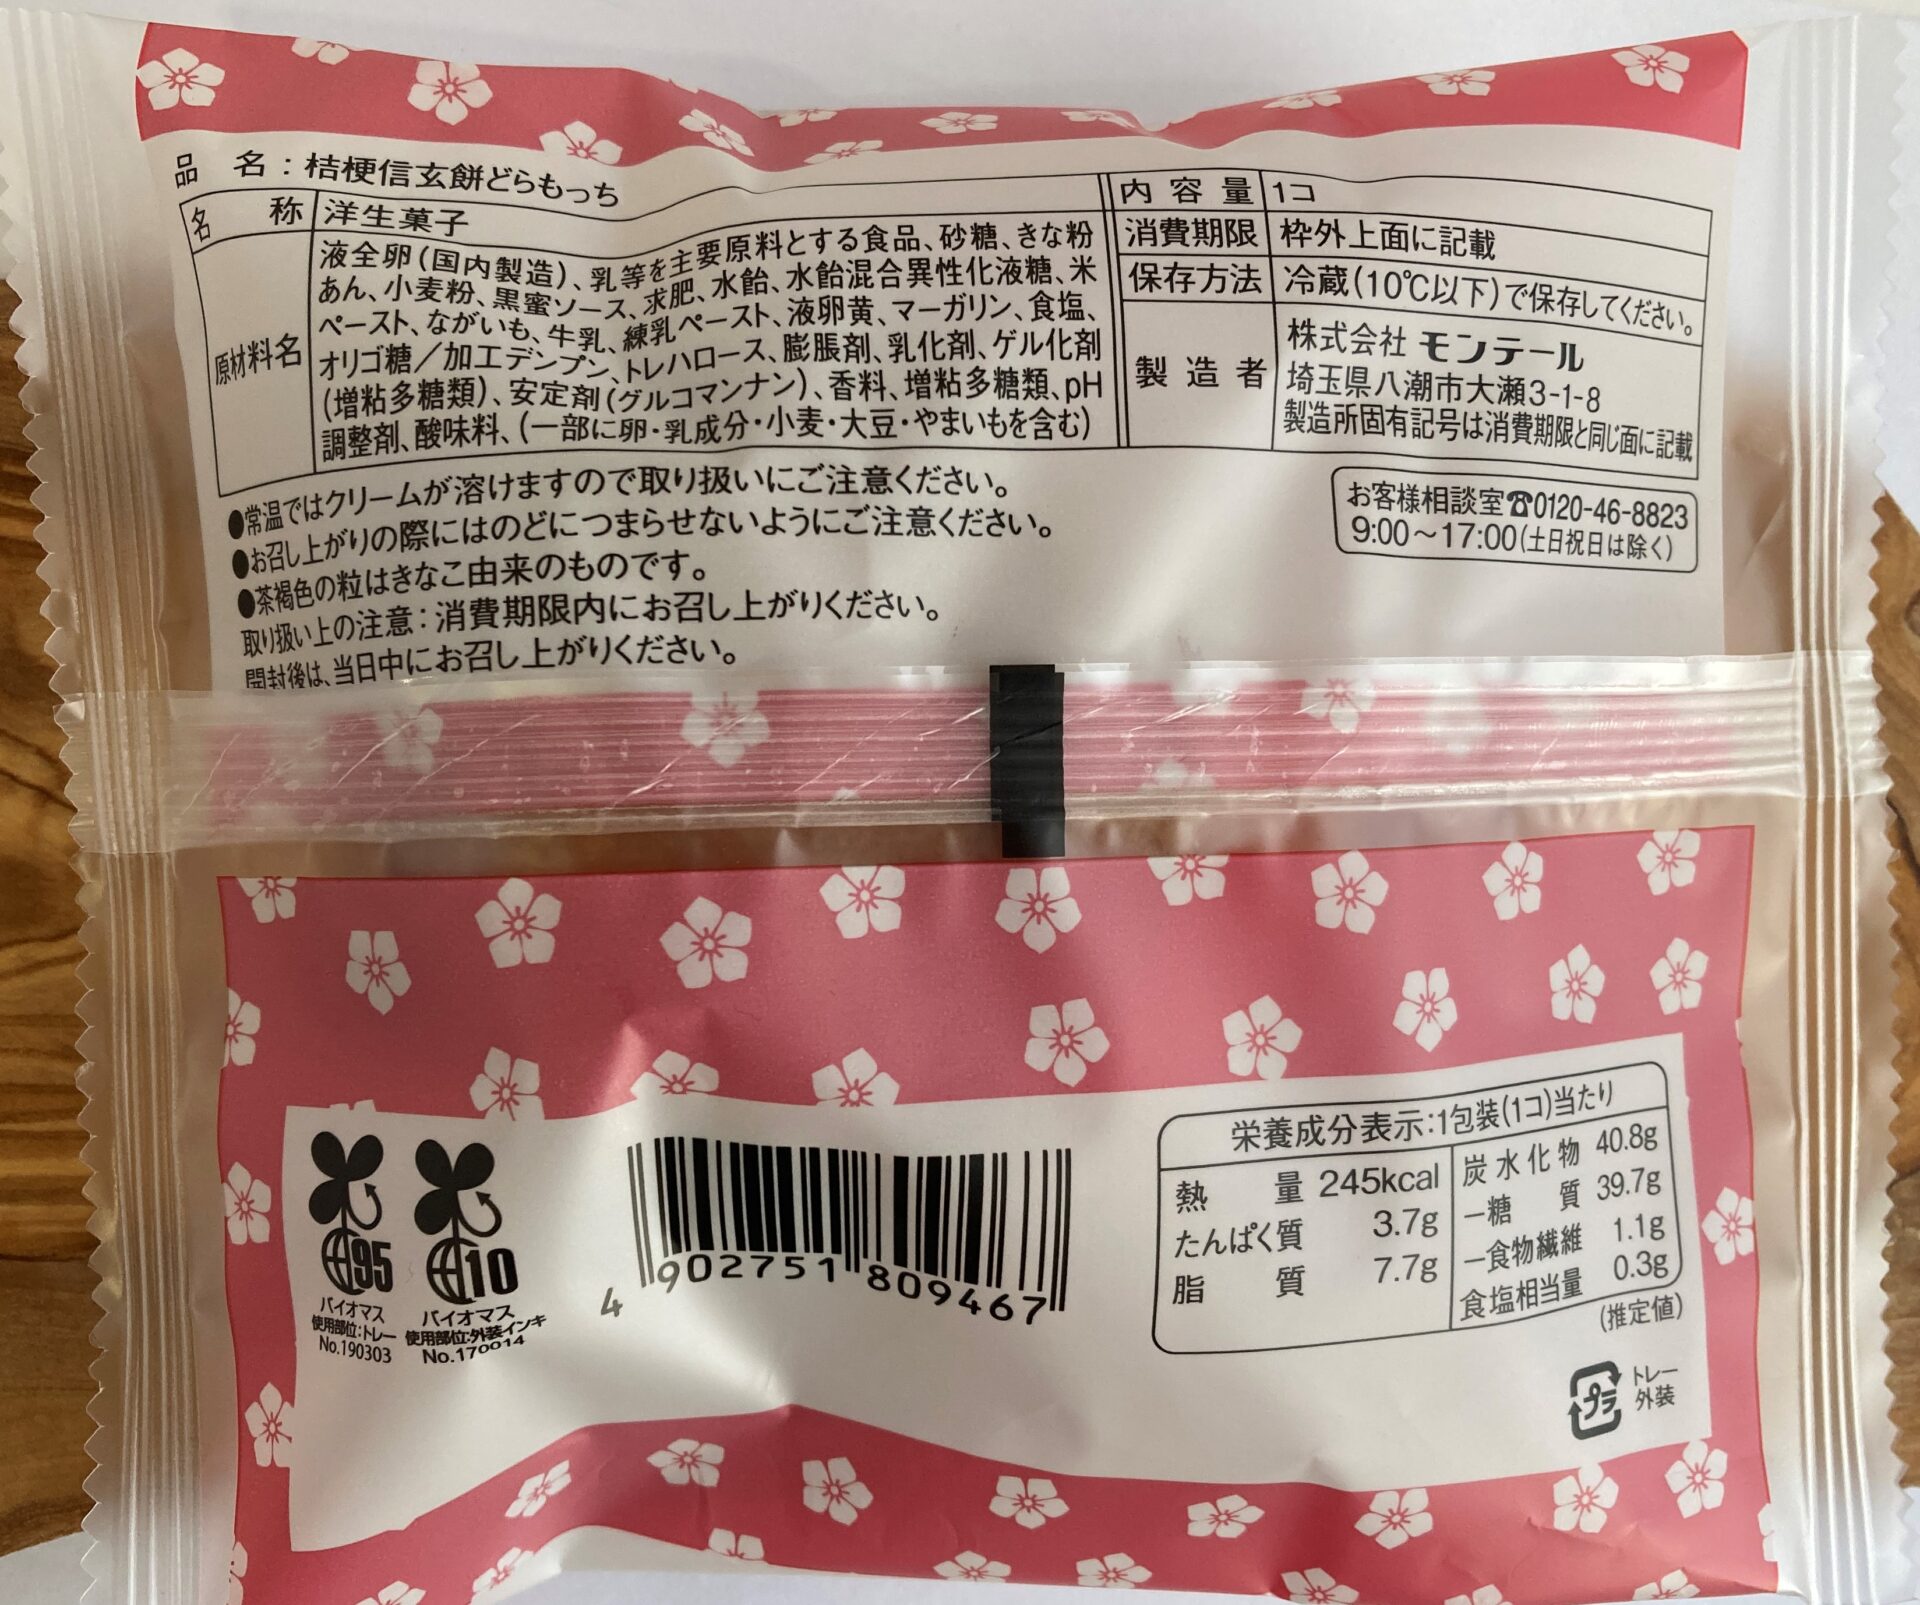 品 名：桔梗信玄餅どらもっち
名 称 洋生菓子
原材料名
液全卵(国内製造)、乳等を主要原料とする食品、砂糖、きな粉
あん、小麦粉、黒蜜ソース、求肥、水飴、水飴混合異性化液糖、米
ペースト、ながいも、牛乳、練乳ペースト、液卵黄、マーガリン、食塩、
オリゴ糖／加工デンプン、トレハロース、膨脹剤、乳化剤、ゲル化剤
(増粘多糖類)、安定剤(グルコマンナン)、香料、増粘多糖類、pH
調整剤、酸味料、(一部に卵・乳成分・小麦・大豆・やまいもを含む)
内容量 1コ
消費期限 枠外上面に記載
保存方法 冷蔵(10℃以下)で保存してください。
製造者
株式会社 モンテール
埼玉県八潮市大瀬3-1-8
製造所固有記号は消費期限と同じ面に記載
●常温ではクリームが溶けますので取り扱いにご注意ください。
●お召し上がりの際にはのどにつまらせないようにご注意ください。
●茶褐色の粒はきなこ由来のものです。
取り扱い上の注意：消費期限内にお召し上がりください。
開封後は、当日中にお召し上がりください。
お客様相談室☎0120-46-8823
9:00～17:00(土日祝日は除く)
95
バイオマス
使用部位:トレー
No.190303
10
バイオマス
使用部位:外装インキ
No.170014
4 902751 809467
栄養成分表示:1包装(1コ)当たり
熱量 245kcal
たんぱく質 3.7g
脂質 7.7g
炭水化物 40.8g
－糖質 39.7g
－食物繊維 1.1g
食塩相当量 0.3g
(推定値)
プラ
トレー
外装